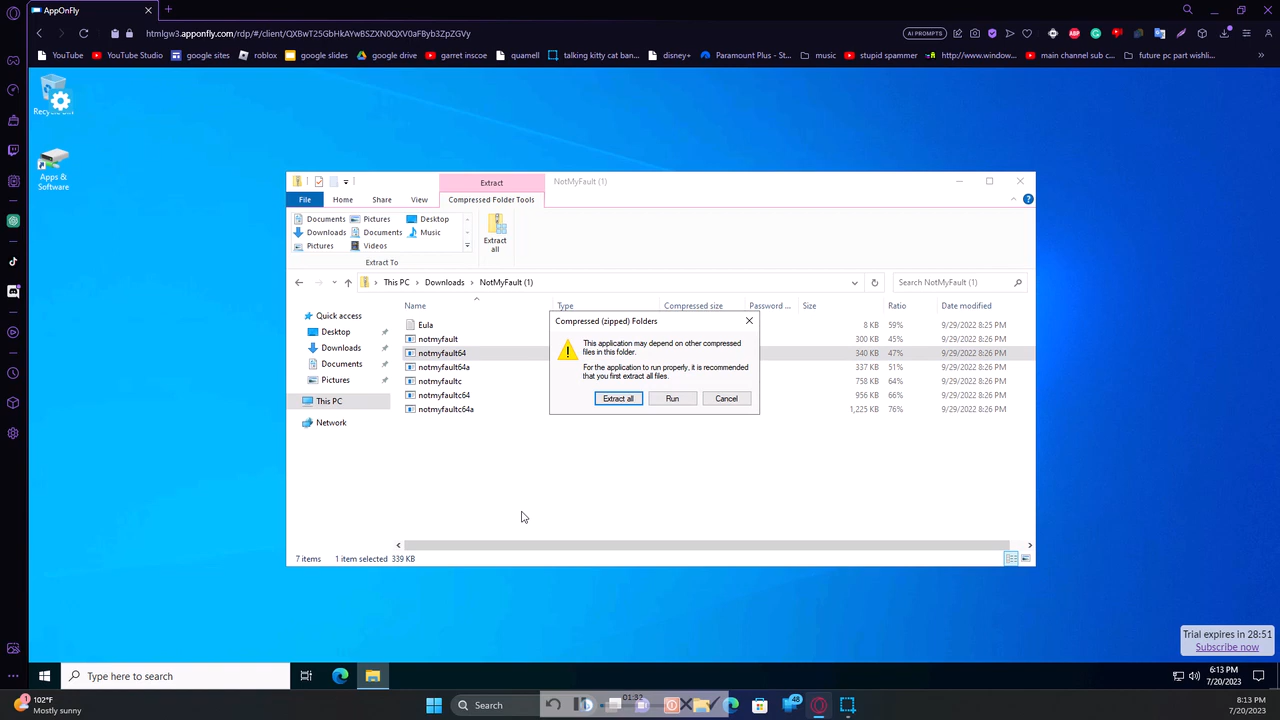 AppOnFly
htmlgw3.apponfly.com/rdp/#/client/QXBwT25GbHkAYwBSZXN0QXV0aFByb3ZpZGVy
AI PROMPTS
YouTube YouTube Studio google sites roblox google slides google drive garret inscoe quamell talking kitty cat ban... disney+ Paramount Plus - St... music stupid spammer http://www.window... main channel sub c... future pc part wishli...
Recycle Bin
Apps & Software
Extract NotMyFault (1)
File Home Share View Compressed Folder Tools
Documents Pictures Desktop
Downloads Documents Music
Pictures Videos
Extract all
Extract To
This PC > Downloads > NotMyFault (1)
Search NotMyFault (1)
Name Type Compressed size Password ... Size Ratio Date modified
Quick access
Desktop
Downloads
Documents
Pictures
This PC
Network
Eula 8 KB 59% 9/29/2022 8:25 PM
notmyfault 300 KB 45% 9/29/2022 8:26 PM
notmyfault64 340 KB 47% 9/29/2022 8:26 PM
notmyfault64a 337 KB 51% 9/29/2022 8:26 PM
notmyfaultc 758 KB 64% 9/29/2022 8:26 PM
notmyfaultc64 956 KB 66% 9/29/2022 8:26 PM
notmyfaultc64a 1,225 KB 76% 9/29/2022 8:26 PM
Compressed (zipped) Folders
This application may depend on other compressed
files in this folder.
For the application to run properly, it is recommended
that you first extract all files.
Extract all Run Cancel
7 items 1 item selected 339 KB
Trial expires in 28:51
Subscribe now
Type here to search
6:13 PM
7/20/2023
102°F
Mostly sunny
Search
01:32
48
8:13 PM
7/20/2023